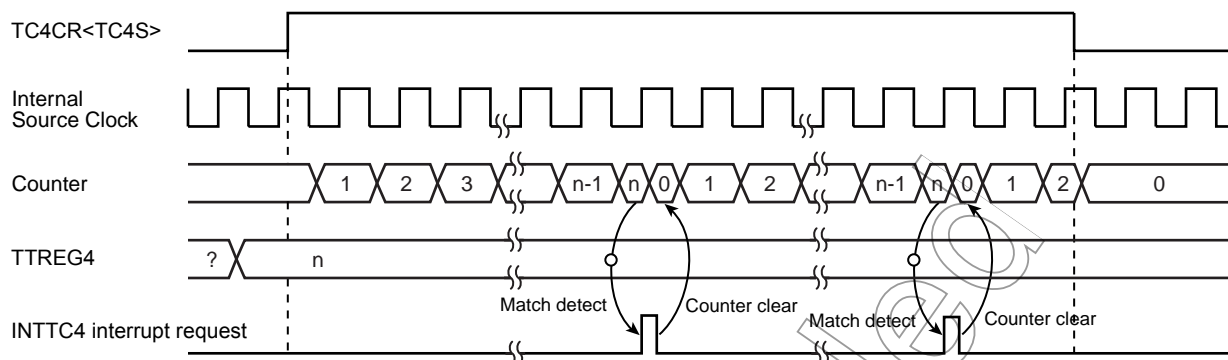 TC4CR<TC4S>
Internal
Source Clock
Counter
1 2 3 n-1 n 0 1 2 n-1 n 0 1 2 0
TTREG4
? n
Match detect Counter clear Match detect Counter clear
INTTC4 interrupt request